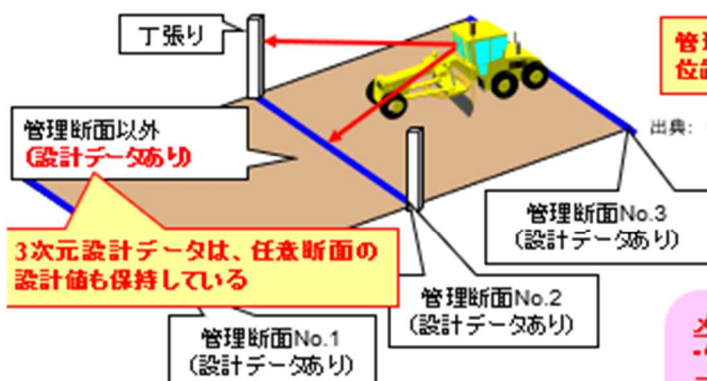 丁張り
管理
位置
出典:
管理断面以外
(設計データあり)
管理断面No.3
(設計データあり)
3次元設計データは、任意断面の
設計値も保持している
管理断面No.2
(設計データあり)
管理断面No.1
(設計データあり)